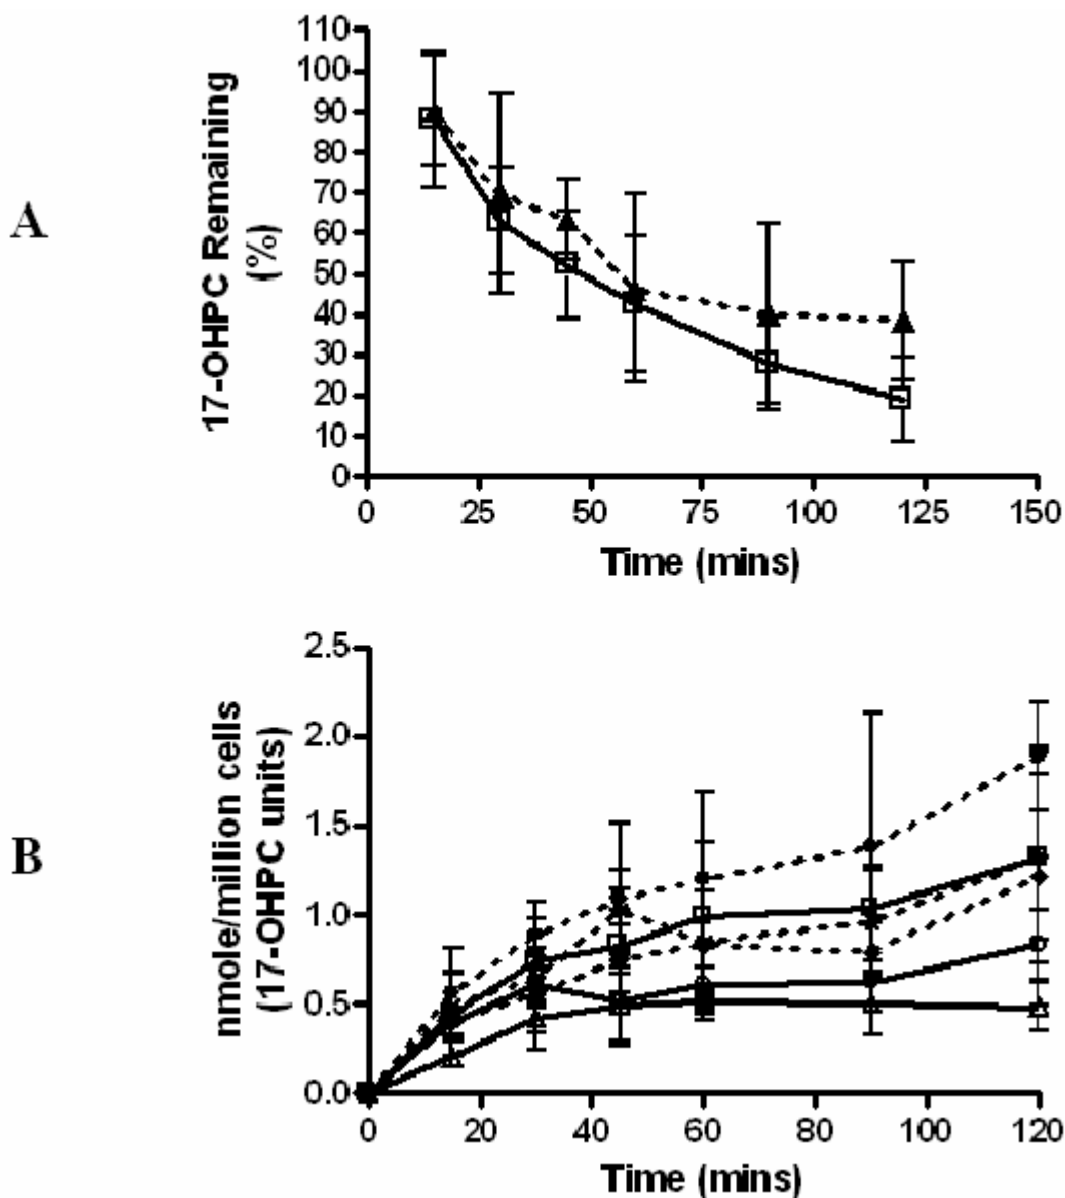 A
17-OHPC Remaining
(%)
110
100
90
80
70
60
50
40
30
20
10
0
0 25 50 75 100 125 150
Time (mins)
B
nmole/million cells
(17-OHPC units)
2.5
2.0
1.5
1.0
0.5
0.0
0 20 40 60 80 100 120
Time (mins)